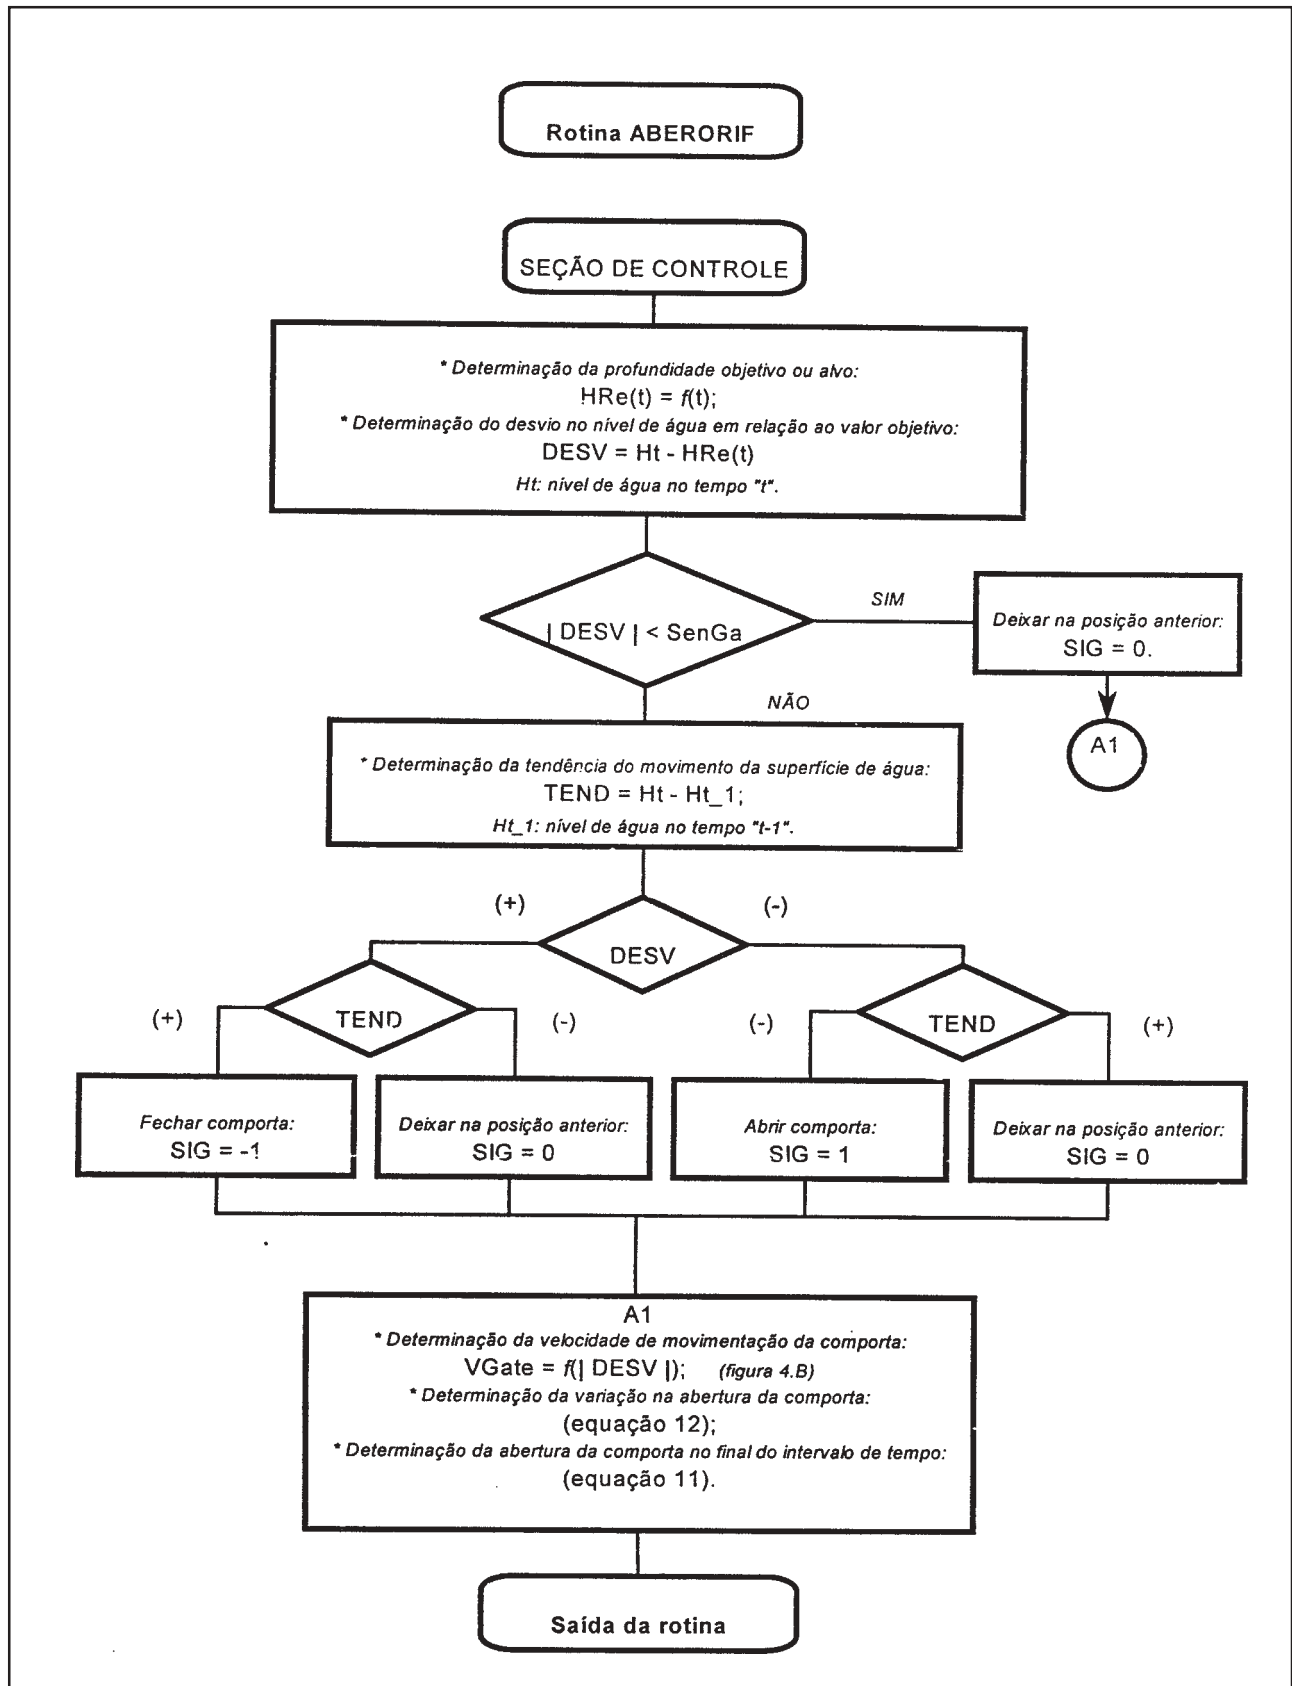 Rotina ABERORIF
SEÇÃO DE CONTROLE
* Determinação da profundidade objetivo ou alvo:
HRe(t) = f(t);
* Determinação do desvio no nível de água em relação ao valor objetivo:
DESV = Ht - HRe(t)
Ht: nível de água no tempo "t".
| DESV | < SenGa
SIM
Deixar na posição anterior:
SIG = 0.
A1
NÃO
* Determinação da tendência do movimento da superfície de água:
TEND = Ht - Ht_1;
Ht_1: nível de água no tempo "t-1".
(+)
(-)
DESV
(+)
TEND
(-)
(-)
TEND
(+)
Fechar comporta:
SIG = -1
Deixar na posição anterior:
SIG = 0
Abrir comporta:
SIG = 1
Deixar na posição anterior:
SIG = 0
A1
* Determinação da velocidade de movimentação da comporta:
VGate = f(| DESV |); (figura 4.B)
* Determinação da variação na abertura da comporta:
(equação 12);
* Determinação da abertura da comporta no final do intervalo de tempo:
(equação 11).
Saída da rotina